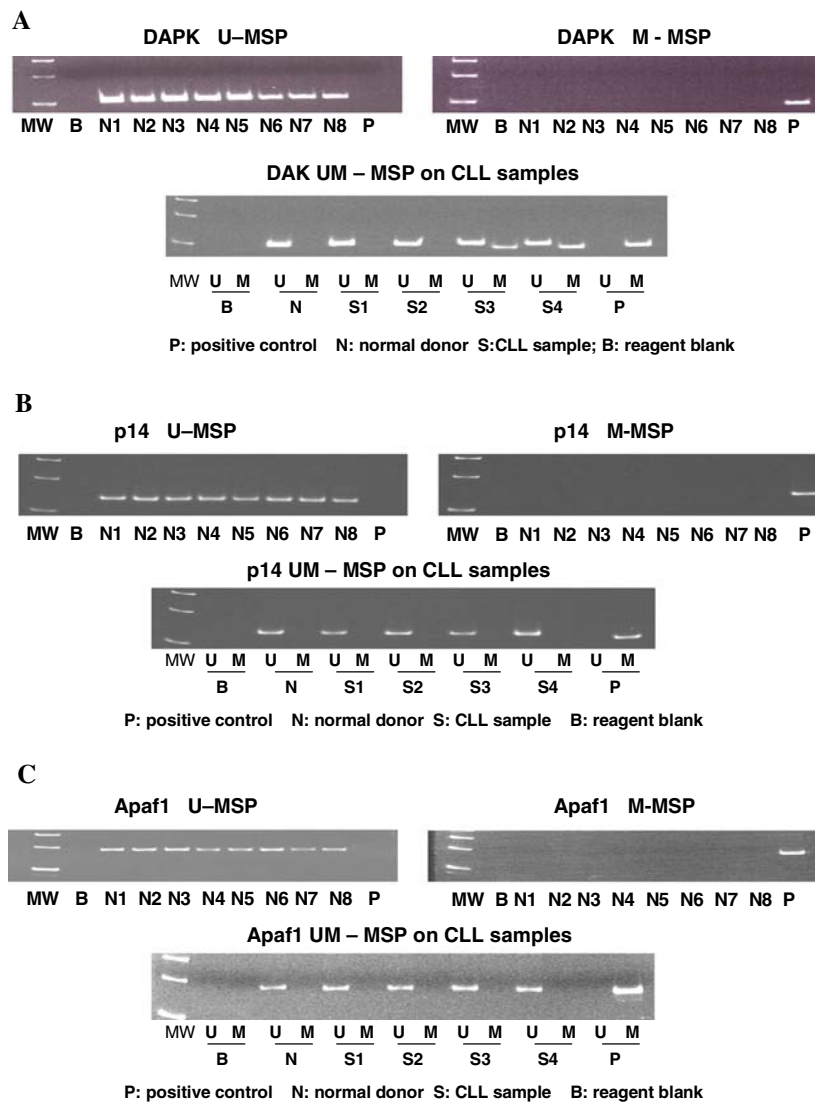 A
DAPK U–MSP
DAPK M - MSP
MW B N1 N2 N3 N4 N5 N6 N7 N8 P
MW B N1 N2 N3 N4 N5 N6 N7 N8 P
DAK UM – MSP on CLL samples
MW U M U M U M U M U M U M U M
B N S1 S2 S3 S4 P
P: positive control N: normal donor S:CLL sample; B: reagent blank
B
p14 U–MSP
p14 M-MSP
MW B N1 N2 N3 N4 N5 N6 N7 N8 P
MW B N1 N2 N3 N4 N5 N6 N7 N8 P
p14 UM – MSP on CLL samples
MW U M U M U M U M U M U M U M
B N S1 S2 S3 S4 P
P: positive control N: normal donor S: CLL sample B: reagent blank
C
Apaf1 U–MSP
Apaf1 M-MSP
MW B N1 N2 N3 N4 N5 N6 N7 N8 P
MW B N1 N2 N3 N4 N5 N6 N7 N8 P
Apaf1 UM – MSP on CLL samples
MW U M U M U M U M U M U M U M
B N S1 S2 S3 S4 P
P: positive control N: normal donor S: CLL sample B: reagent blank